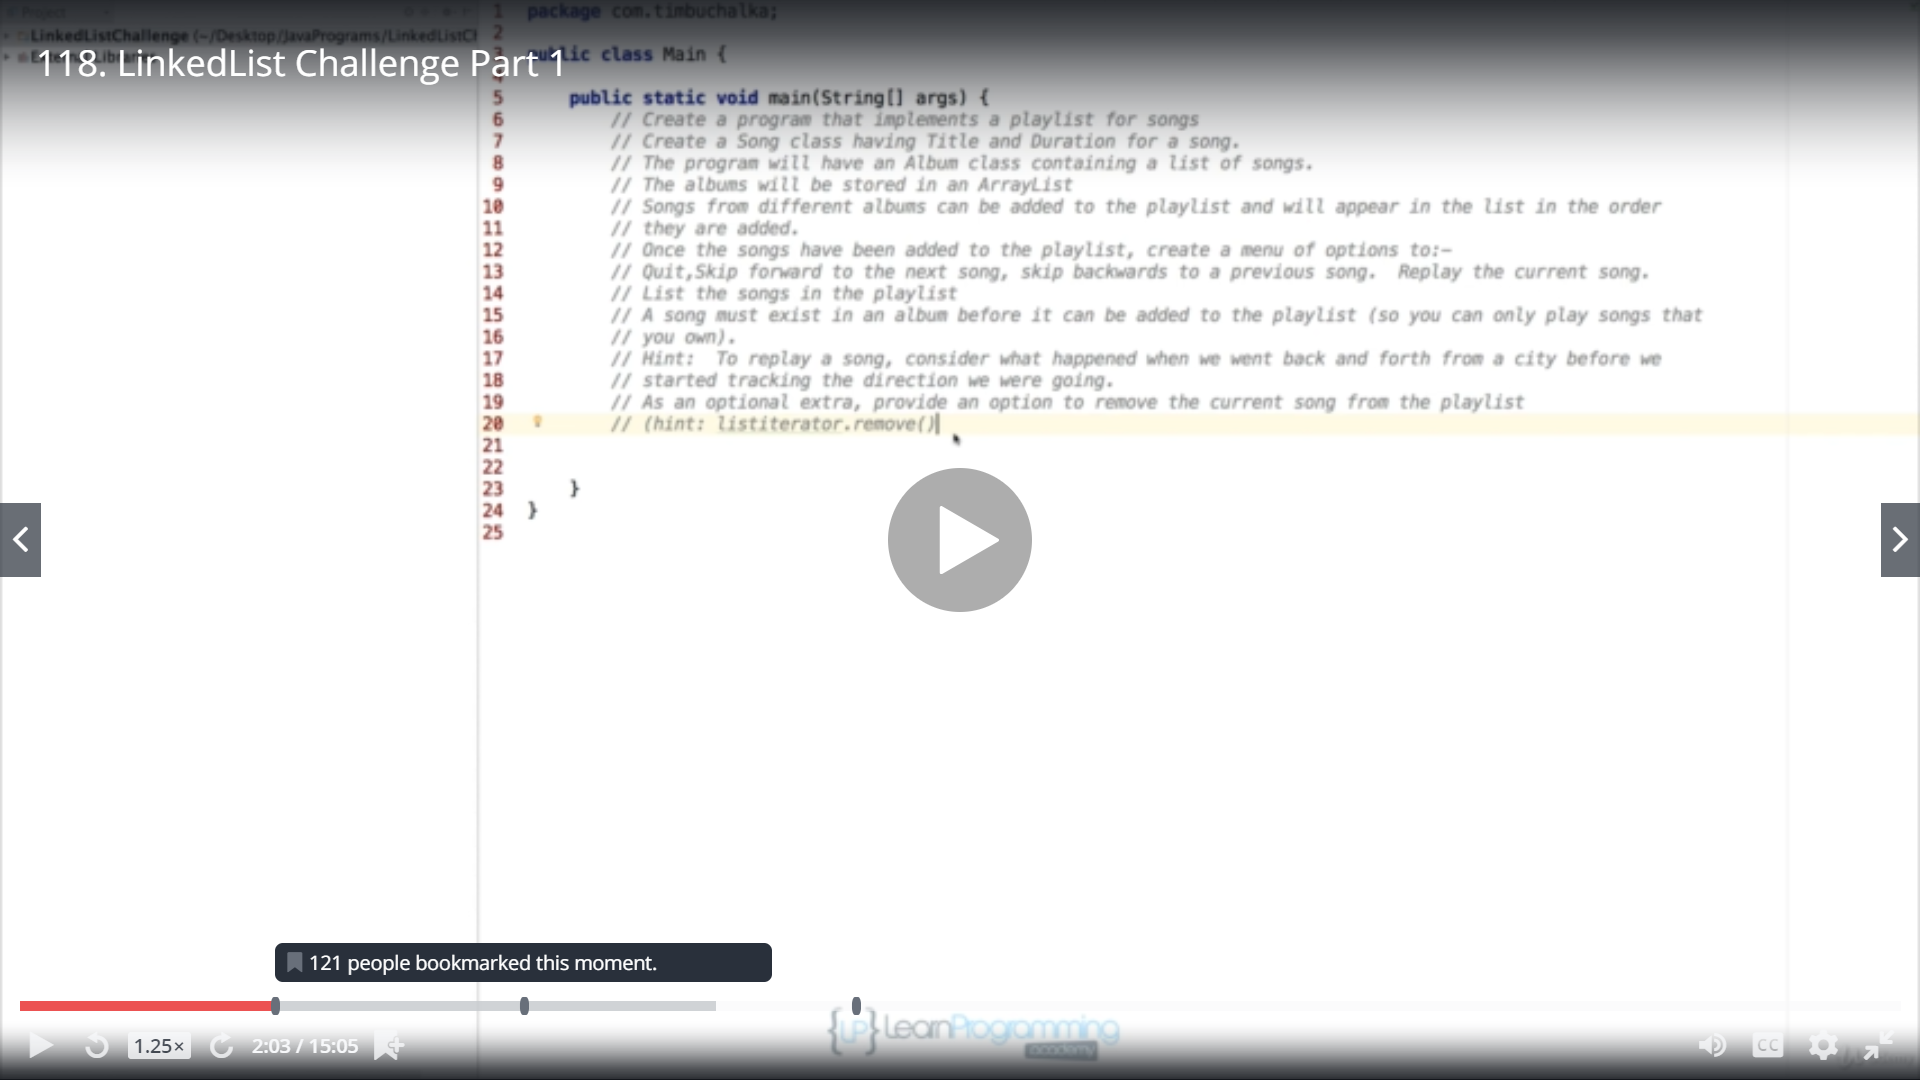 Project
LinkedListChallenge (~/Desktop/JavaPrograms/LinkedListCh
118. LinkedList Challenge Part 1
1 package com.timbuchalka;
2
public class Main {
5 public static void main(String[] args) {
6 // Create a program that implements a playlist for songs
7 // Create a Song class having Title and Duration for a song.
8 // The program will have an Album class containing a list of songs.
9 // The albums will be stored in an ArrayList
10 // Songs from different albums can be added to the playlist and will appear in the list in the order
11 // they are added.
12 // Once the songs have been added to the playlist, create a menu of options to:-
13 // Quit,Skip forward to the next song, skip backwards to a previous song.  Replay the current song.
14 // List the songs in the playlist
15 // A song must exist in an album before it can be added to the playlist (so you can only play songs that
16 // you own).
17 // Hint:  To replay a song, consider what happened when we went back and forth from a city before we
18 // started tracking the direction we were going.
19 // As an optional extra, provide an option to remove the current song from the playlist
20 // (hint: listiterator.remove()
21
22
23 }
24 }
25
121 people bookmarked this moment.
{LP} LearnProgramming
academy
1.25×
2:03 / 15:05
CC